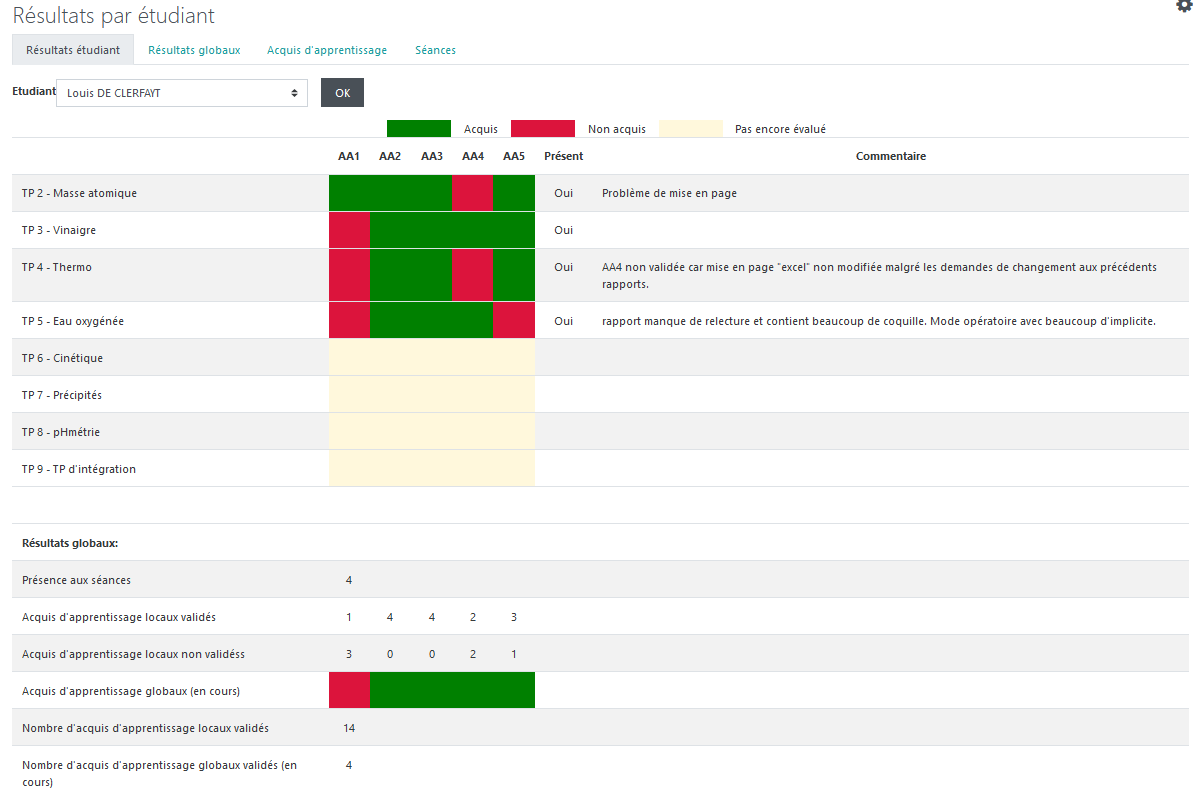 Résultats par étudiant
Résultats étudiant Résultats globaux Acquis d'apprentissage Séances
Etudiant Louis DE CLERFAYT OK
Acquis Non acquis Pas encore évalué
AA1 AA2 AA3 AA4 AA5 Présent Commentaire
TP 2 - Masse atomique Oui Problème de mise en page
TP 3 - Vinaigre Oui
TP 4 - Thermo Oui AA4 non validée car mise en page "excel" non modifiée malgré les demandes de changement aux précédents
rapports.
TP 5 - Eau oxygénée Oui rapport manque de relecture et contient beaucoup de coquille. Mode opératoire avec beaucoup d'implicite.
TP 6 - Cinétique
TP 7 - Précipités
TP 8 - pHmétrie
TP 9 - TP d'intégration
Résultats globaux:
Présence aux séances 4
Acquis d'apprentissage locaux validés 1 4 4 2 3
Acquis d'apprentissage locaux non validéss 3 0 0 2 1
Acquis d'apprentissage globaux (en cours)
Nombre d'acquis d'apprentissage locaux validés 14
Nombre d'acquis d'apprentissage globaux validés (en 4
cours)